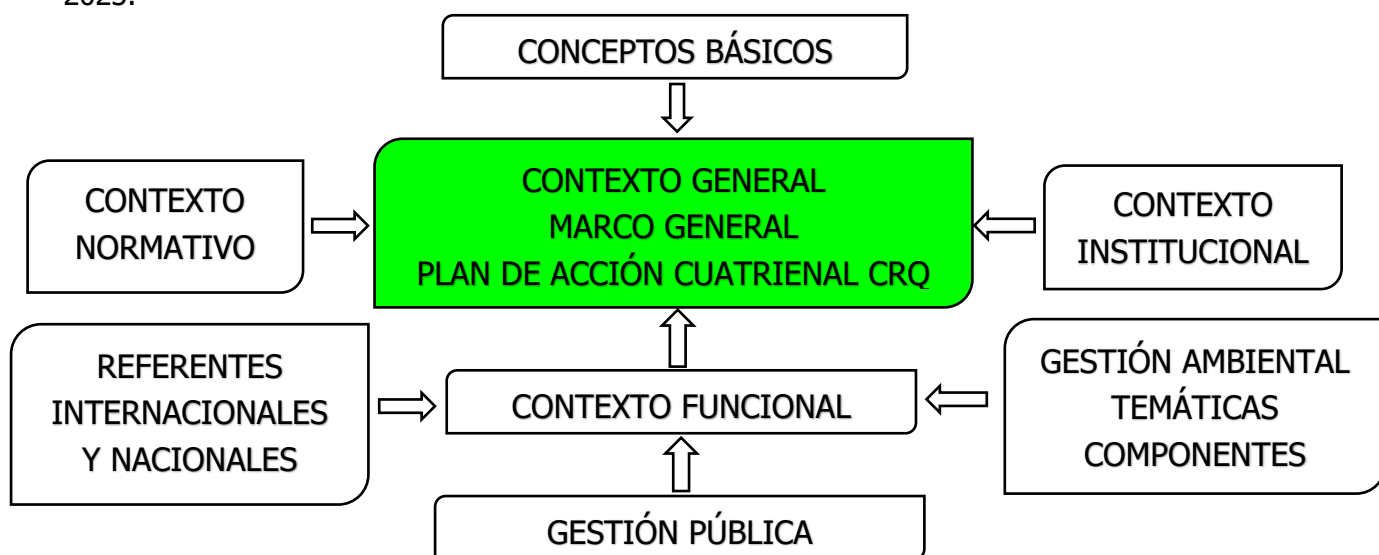 2023.
CONCEPTOS BÁSICOS
CONTEXTO
NORMATIVO
CONTEXTO GENERAL
MARCO GENERAL
PLAN DE ACCIÓN CUATRIENAL CRQ
CONTEXTO
INSTITUCIONAL
REFERENTES
INTERNACIONALES
Y NACIONALES
CONTEXTO FUNCIONAL
GESTIÓN AMBIENTAL
TEMÁTICAS
COMPONENTES
GESTIÓN PÚBLICA